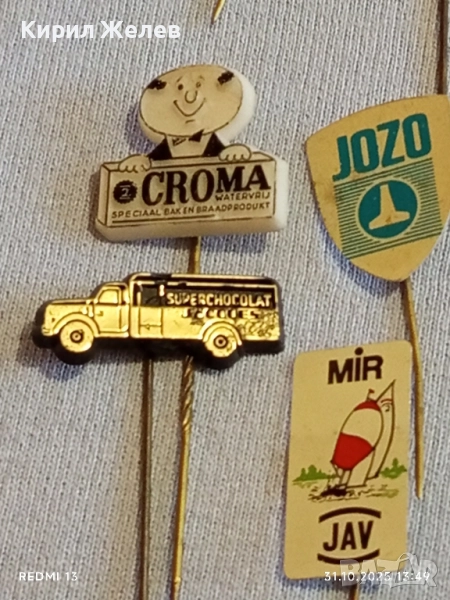 Кирил Желев
CROMA
WATERVRIJ
SPECIAAL BAK EN BRAADPRODUKT
JOZO
SUPERCHOCOLAT
JACQUES
MiR
JAV
REDMI 13
31.10.2025 13:49